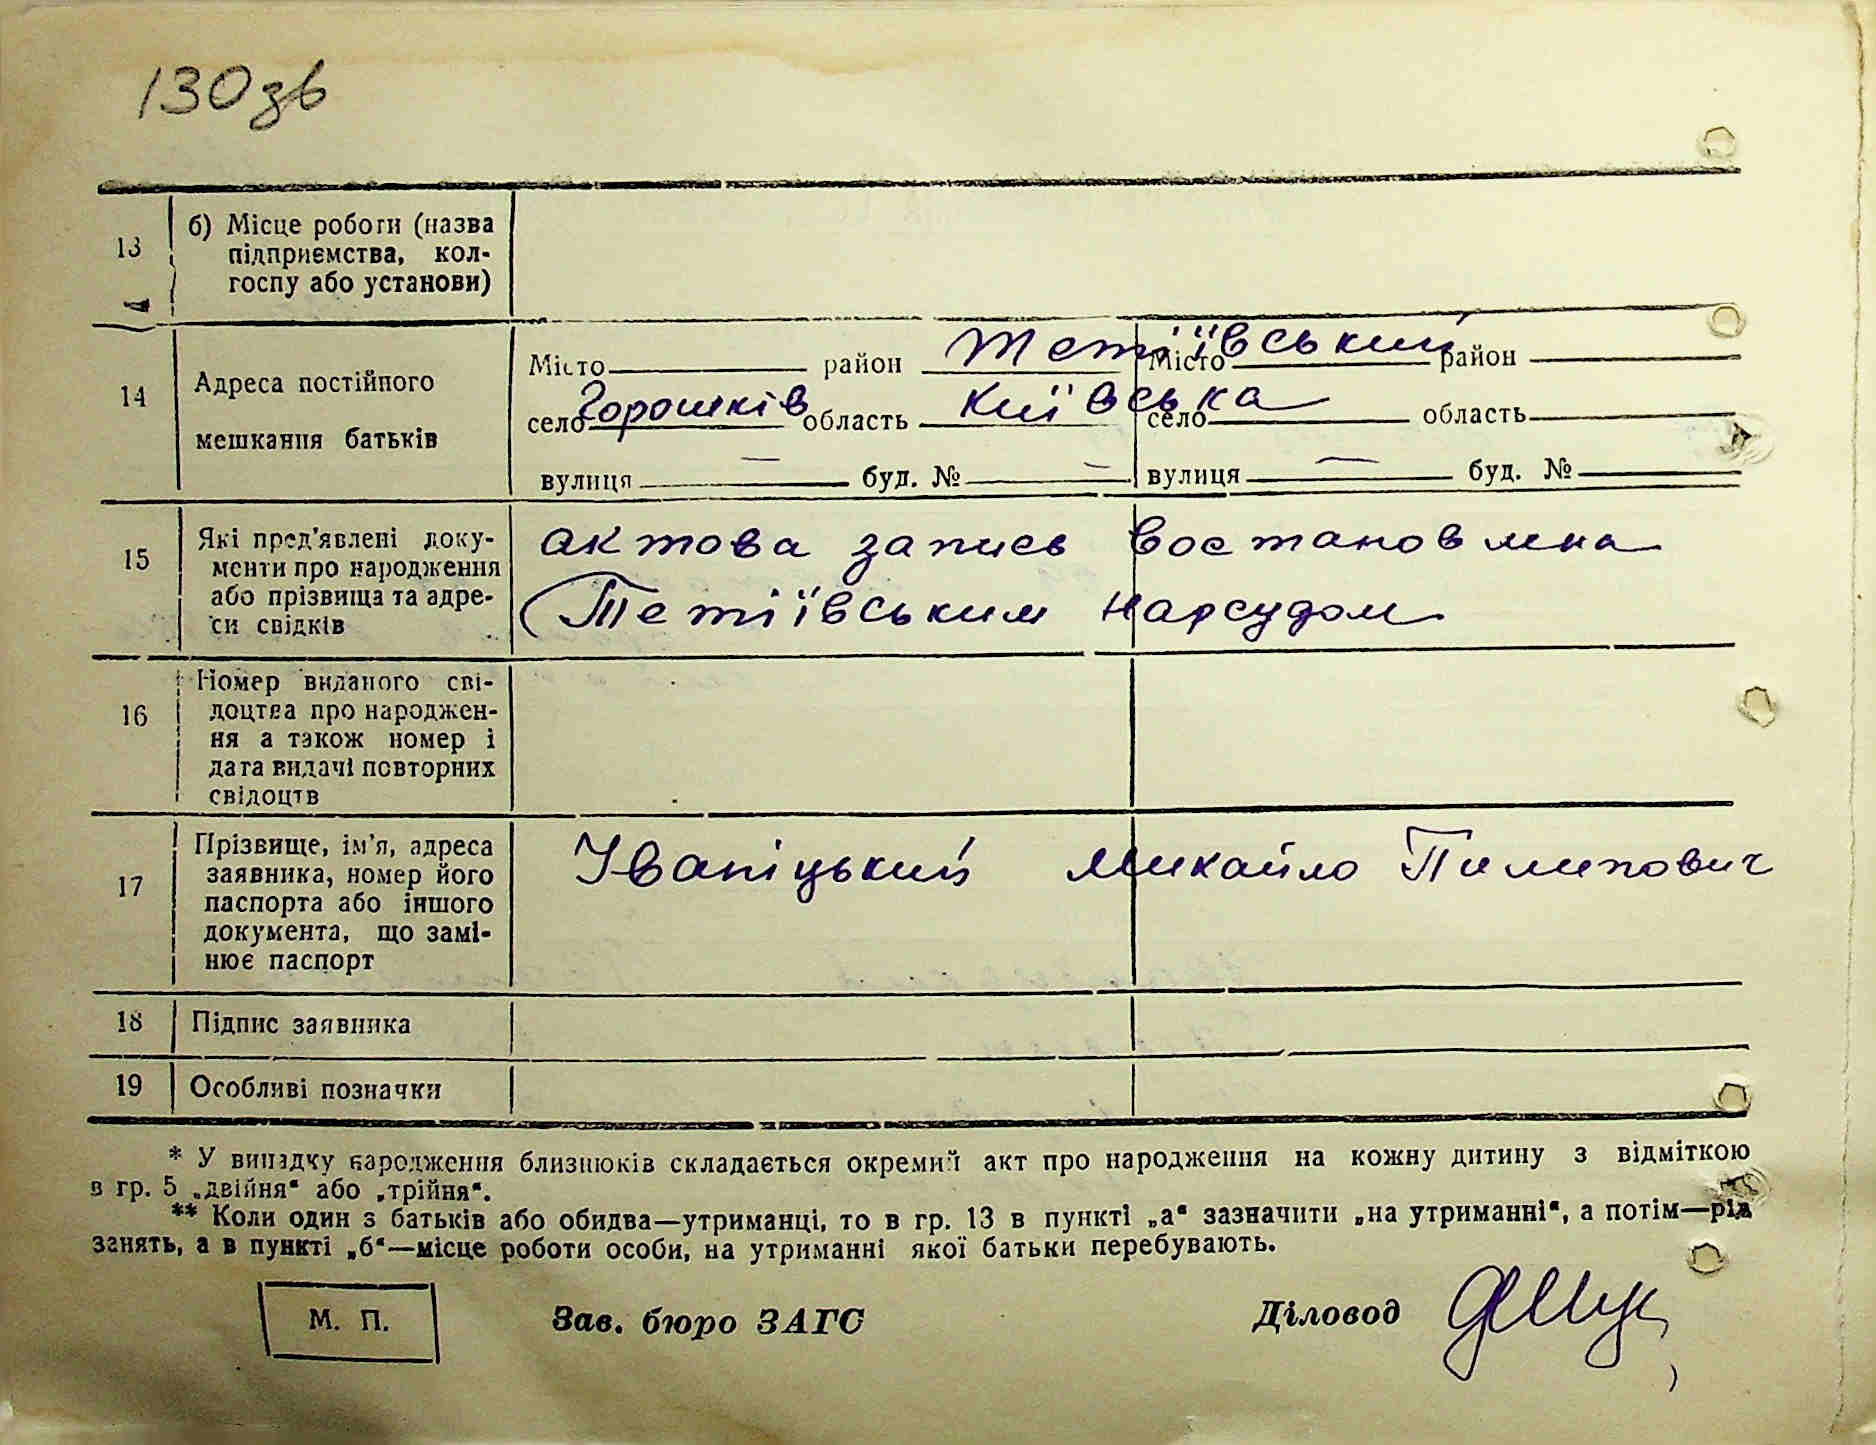 130зв
13 б) Місце роботи (назва
підприємства, кол-
госпу або установи)
14 Адреса постійного
мешкання батьків
Місто район Тетіївський Місто район
село Горошків область Київська село область
вулиця — буд. № — вулиця — буд. №
15 Які пред'явлені доку-
менти про народження
або прізвища та адре-
си свідків
актова запись востановлена
(Тетіївським нарсудом
16 Номер виданого сві-
доцтва про народжен-
ня а також номер і
дата видачі повторних
свідоцтв
17 Прізвище, ім'я, адреса
заявника, номер його
паспорта або іншого
документа, що замі-
нює паспорт
Іваніцький Михайло Пилипович
18 Підпис заявника
19 Особливі позначки
* У випадку народження близнюків складається окремий акт про народження на кожну дитину з відміткою
в гр. 5 „двійня" або „трійня".
** Коли один з батьків або обидва—утриманці, то в гр. 13 в пункті „а" зазначити „на утриманні", а потім—рід
занять, а в пункті „б"—місце роботи особи, на утриманні якої батьки перебувають.
М. П. Зав. бюро ЗАГС Діловод